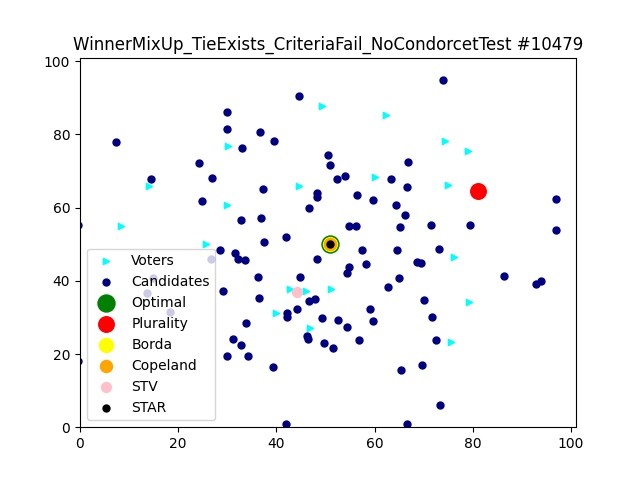 WinnerMixUp_TieExists_CriteriaFail_NoCondorcetTest #10479
100
80
60
40
20
0
Voters
Candidates
Optimal
Plurality
Borda
Copeland
STV
STAR
0 20 40 60 80 100